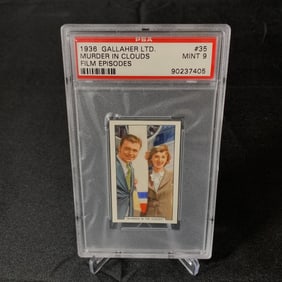 PSA
1936 GALLAHER LTD. #35
MURDER IN CLOUDS MINT 9
FILM EPISODES 90237405